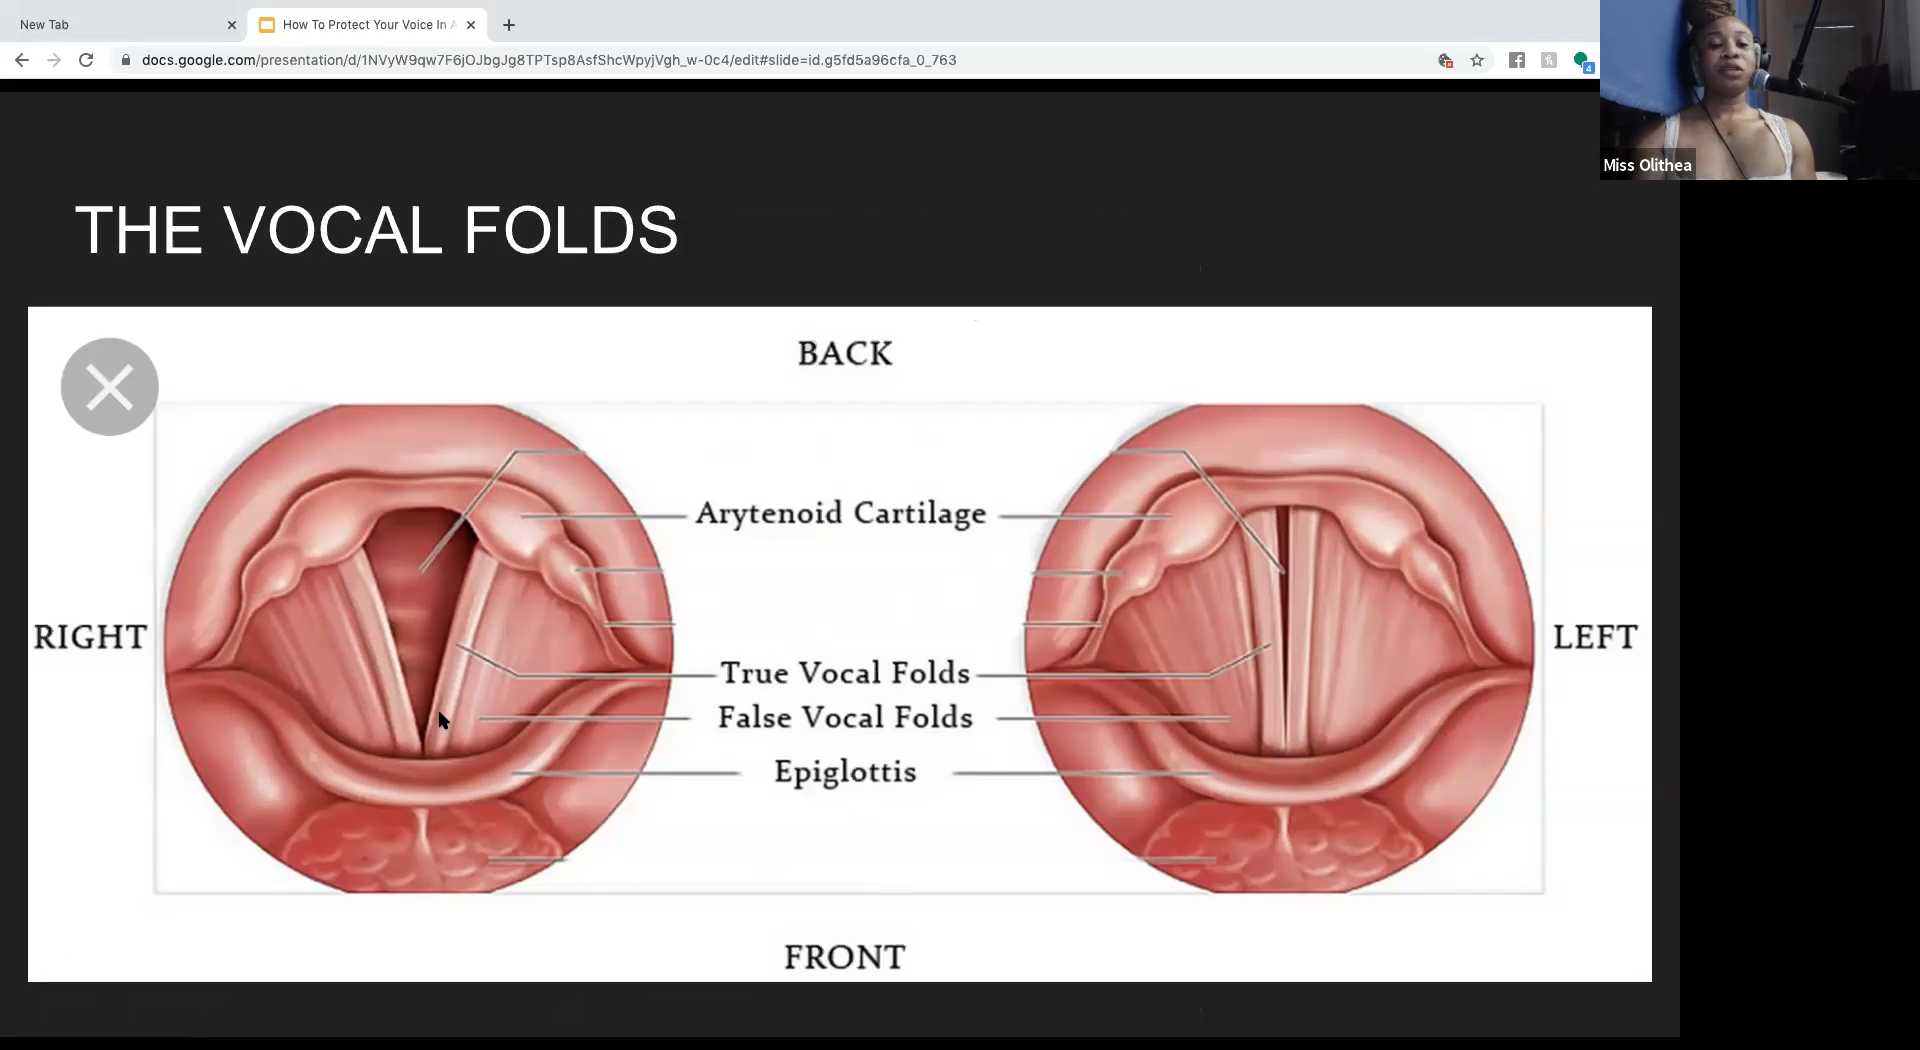 New Tab
How To Protect Your Voice In A
docs.google.com/presentation/d/1NVyW9qw7F6jOJbgJg8TPTsp8AsfShcWpyjVgh_w-0c4/edit#slide=id.g5fd5a96cfa_0_763
4
Miss Olithea
THE VOCAL FOLDS
BACK
Arytenoid Cartilage
RIGHT
LEFT
True Vocal Folds
False Vocal Folds
Epiglottis
FRONT